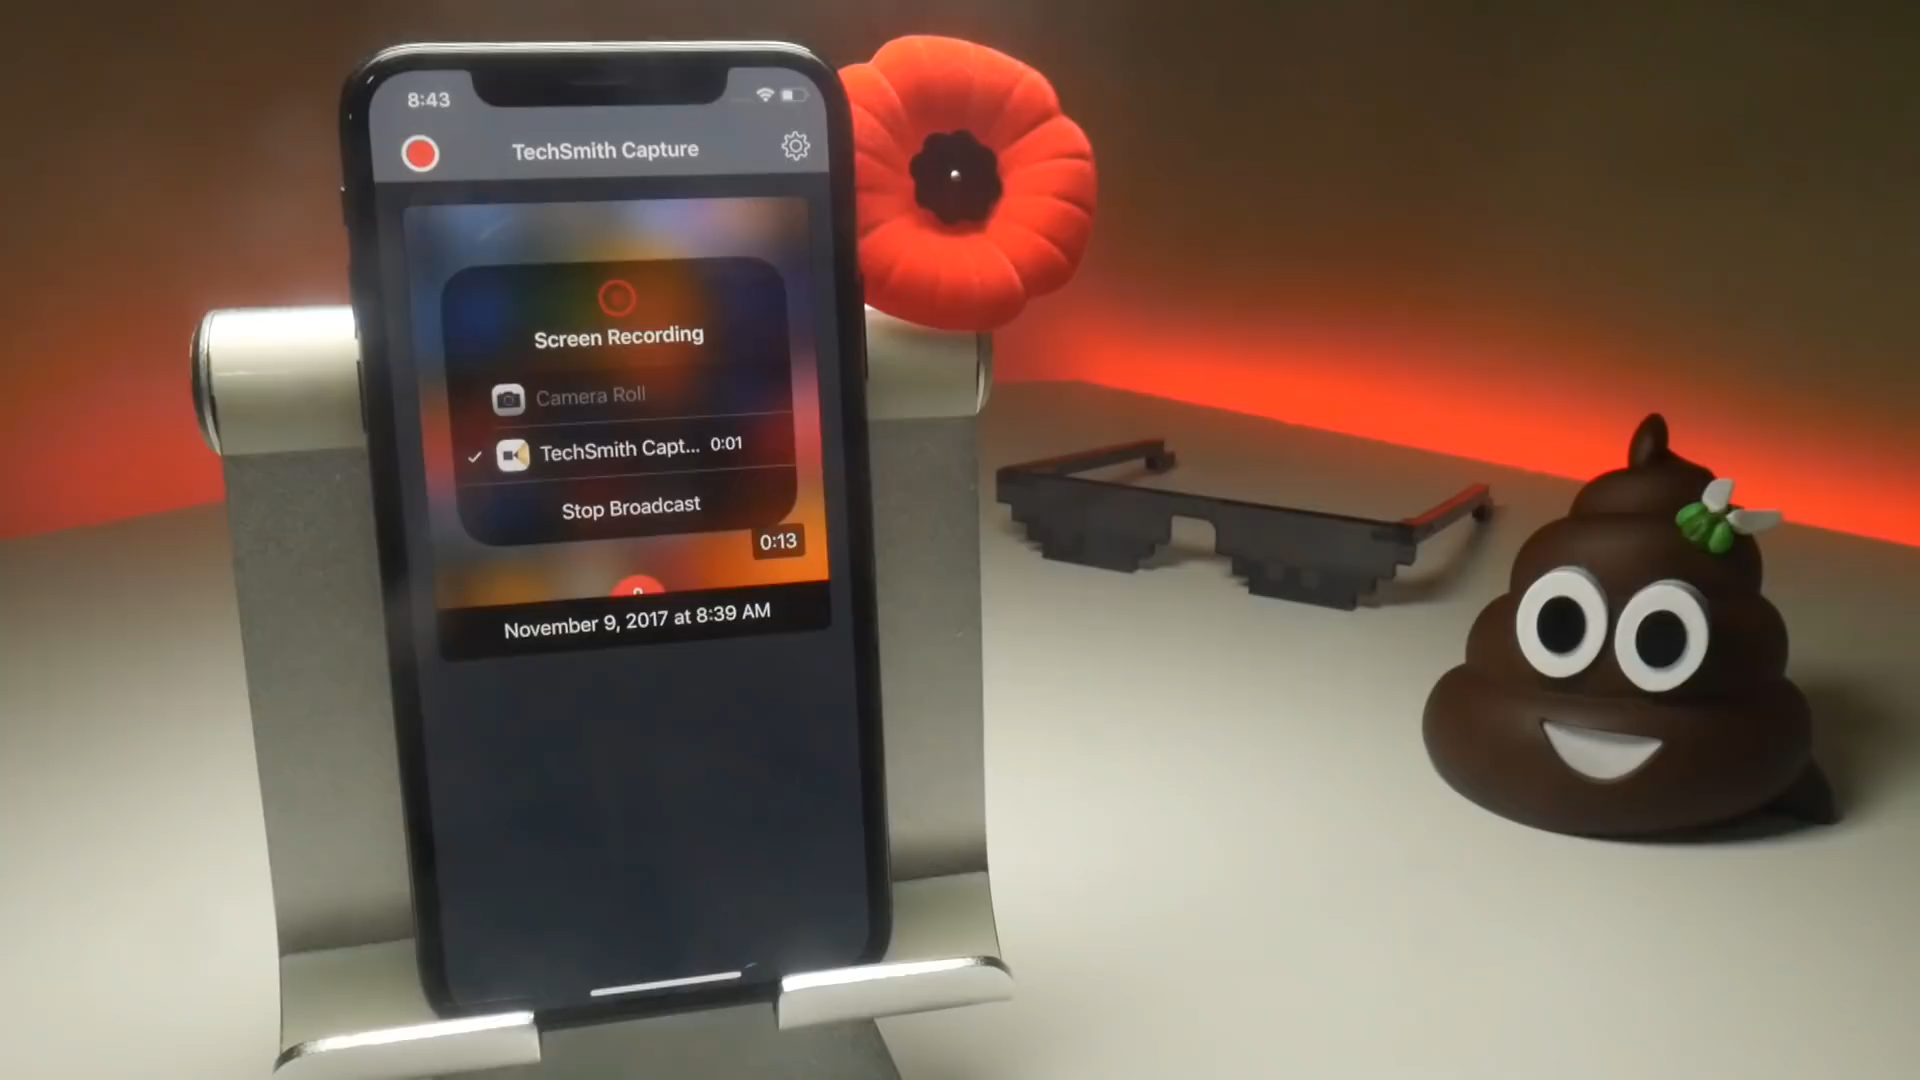 8:43
TechSmith Capture
Screen Recording
Camera Roll
TechSmith Capt... 0:01
Stop Broadcast
0:13
November 9, 2017 at 8:39 AM